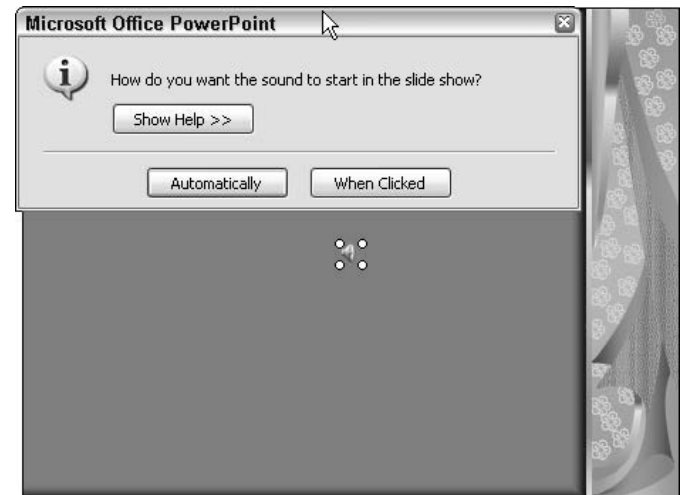 Microsoft Office PowerPoint
How do you want the sound to start in the slide show?
Show Help >>
Automatically
When Clicked